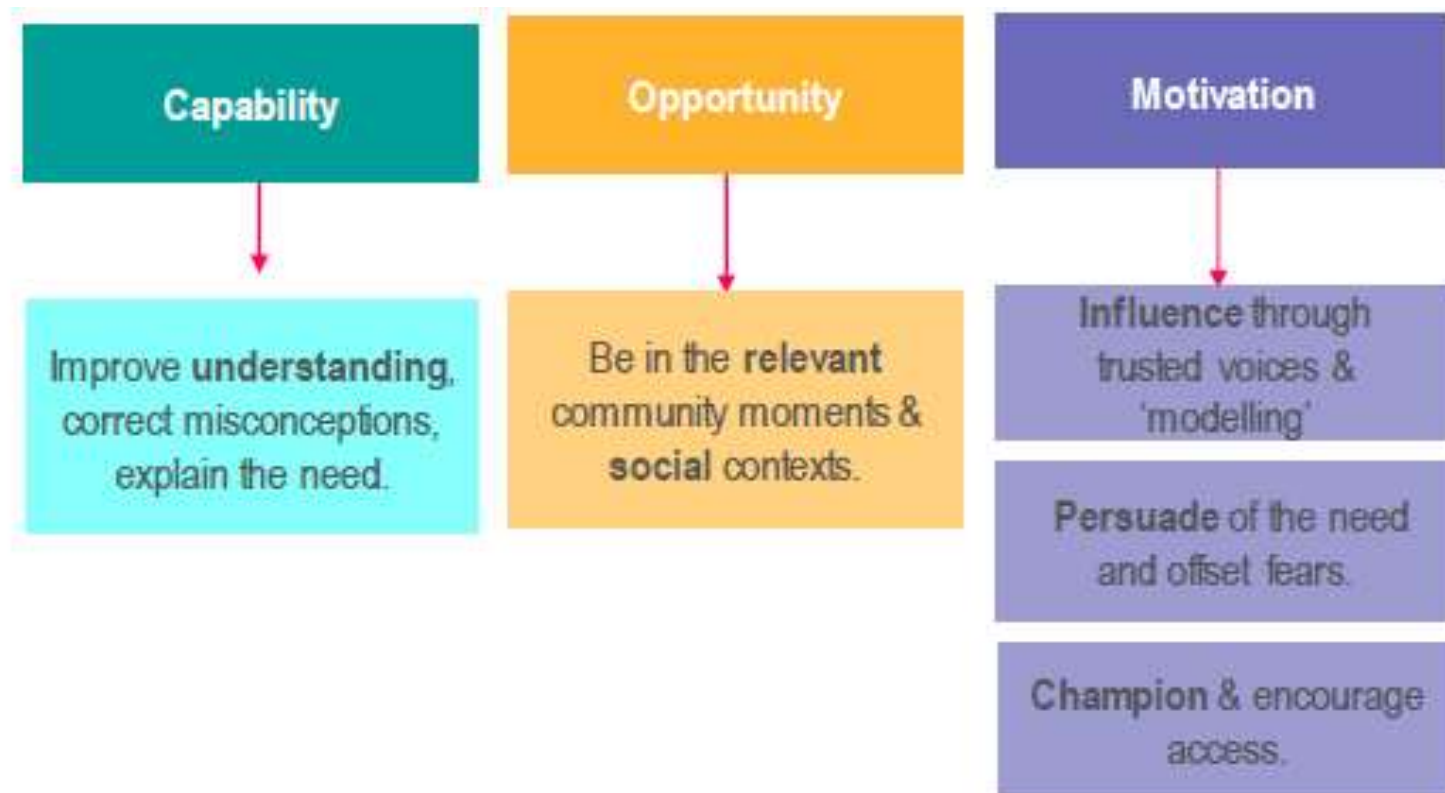 Capability
Improve understanding,
correct misconceptions,
explain the need.
Opportunity
Be in the relevant
community moments &
social contexts.
Motivation
Influence through
trusted voices &
‘modelling’
Persuade of the need
and offset fears.
Champion & encourage
access.